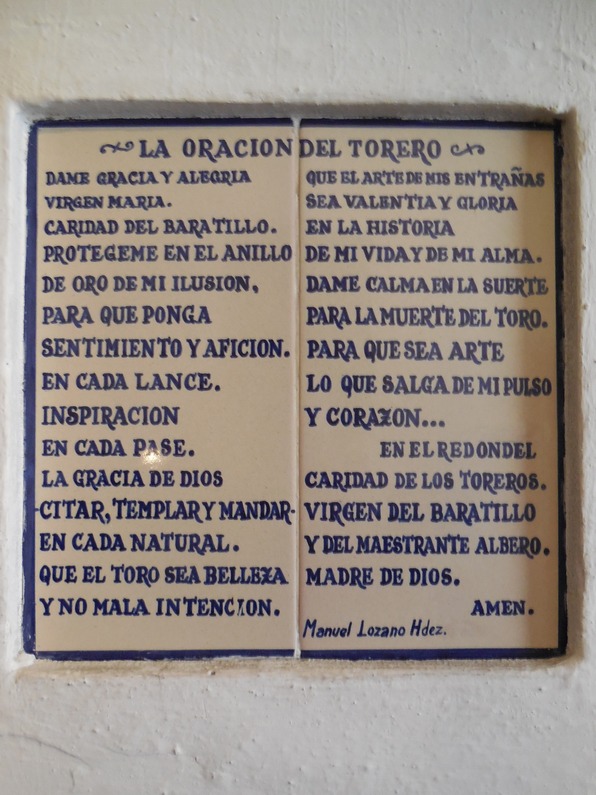 LA ORACION DEL TORERO
DAME GRACIA Y ALEGRIA
VIRGEN MARIA.
CARIDAD DEL BARATILLO.
PROTEGEME EN EL ANILLO
DE ORO DE MI ILUSION,
PARA QUE PONGA
SENTIMIENTO Y AFICION.
EN CADA LANCE.
INSPIRACION
EN CADA PASE.
LA GRACIA DE DIOS
-CITAR, TEMPLAR Y MANDAR-
EN CADA NATURAL.
QUE EL TORO SEA BELLEZA
Y NO MALA INTENCION.
QUE EL ARTE DE MIS ENTRAÑAS
SEA VALENTIA Y GLORIA
EN LA HISTORIA
DE MI VIDA Y DE MI ALMA.
DAME CALMA EN LA SUERTE
PARA LA MUERTE DEL TORO.
PARA QUE SEA ARTE
LO QUE SALGA DE MI PULSO
Y CORAZON...
EN EL REDONDEL
CARIDAD DE LOS TOREROS.
VIRGEN DEL BARATILLO
Y DEL MAESTRANTE ALBERO.
MADRE DE DIOS.
AMEN.
Manuel Lozano Hdez.